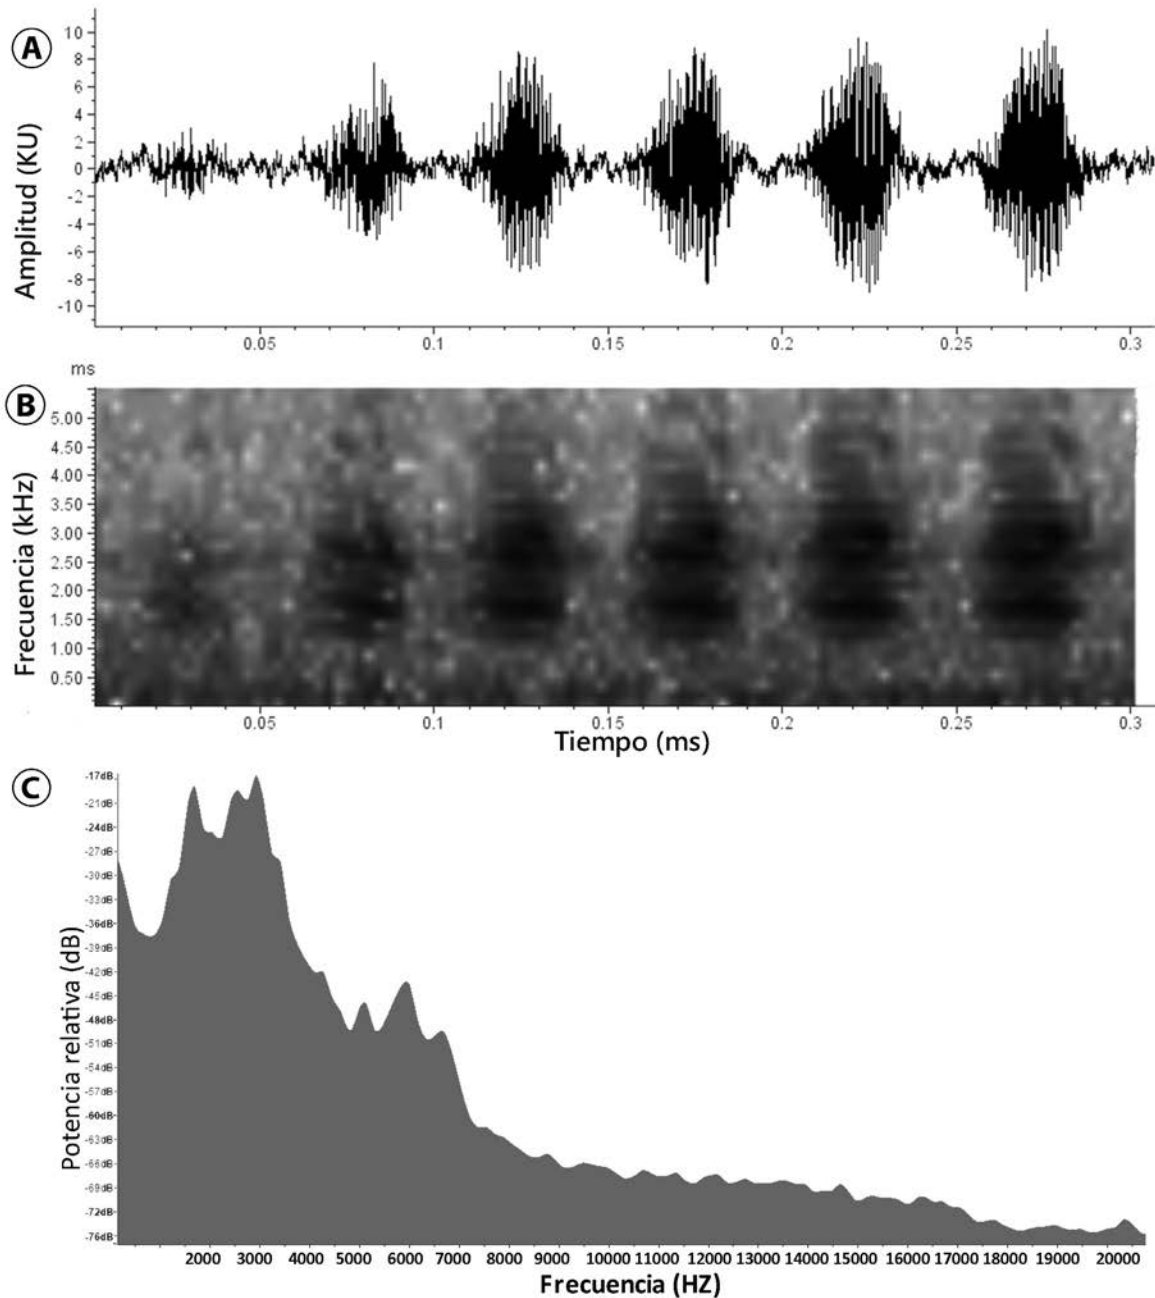 A
Amplitud (KU)
10
8
6
4
2
0
-2
-4
-6
-8
-10
0.05 0.1 0.15 0.2 0.25 0.3
ms
B
Frecuencia (kHz)
5.00
4.50
4.00
3.50
3.00
2.50
2.00
1.50
1.00
0.50
0.05 0.1 0.15 0.2 0.25 0.3
Tiempo (ms)
C
Potencia relativa (dB)
-17dB
-21dB
-24dB
-27dB
-30dB
-33dB
-36dB
-39dB
-42dB
-45dB
-48dB
-51dB
-54dB
-57dB
-60dB
-63dB
-66dB
-69dB
-72dB
-76dB
2000 3000 4000 5000 6000 7000 8000 9000 10000 11000 12000 13000 14000 15000 16000 17000 18000 19000 20000
Frecuencia (HZ)